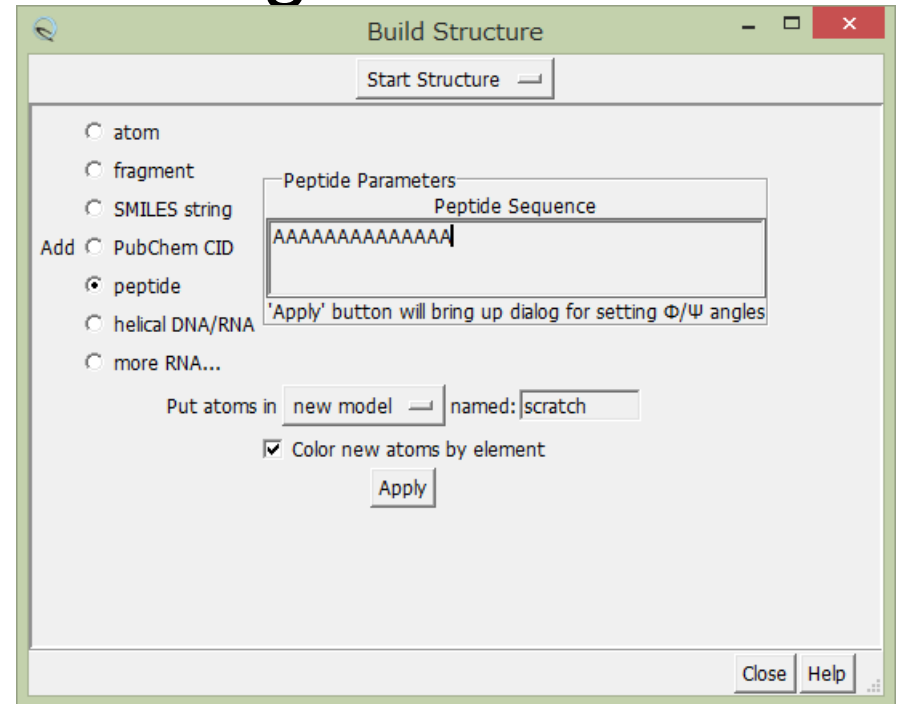 Build Structure
Start Structure
atom
fragment
Peptide Parameters
Peptide Sequence
SMILES string
AAAAAAAAAAAAAA
Add
PubChem CID
peptide
'Apply' button will bring up dialog for setting Φ/Ψ angles
helical DNA/RNA
more RNA...
Put atoms in new model named: scratch
Color new atoms by element
Apply
Close Help